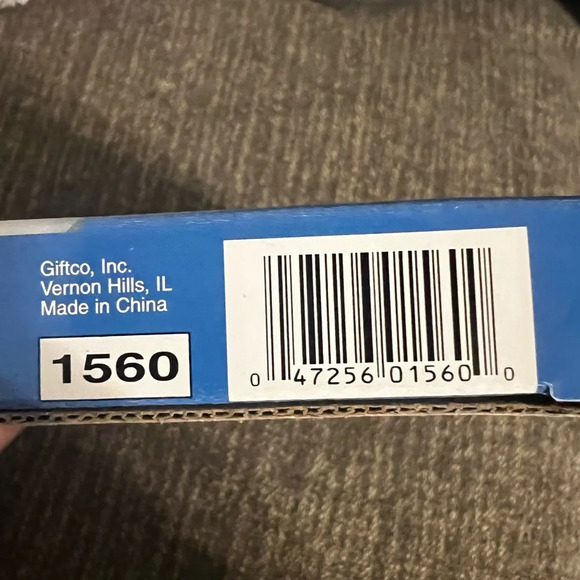 Giftco, Inc.
Vernon Hills, IL
Made in China
1560
0 47256 01560 0